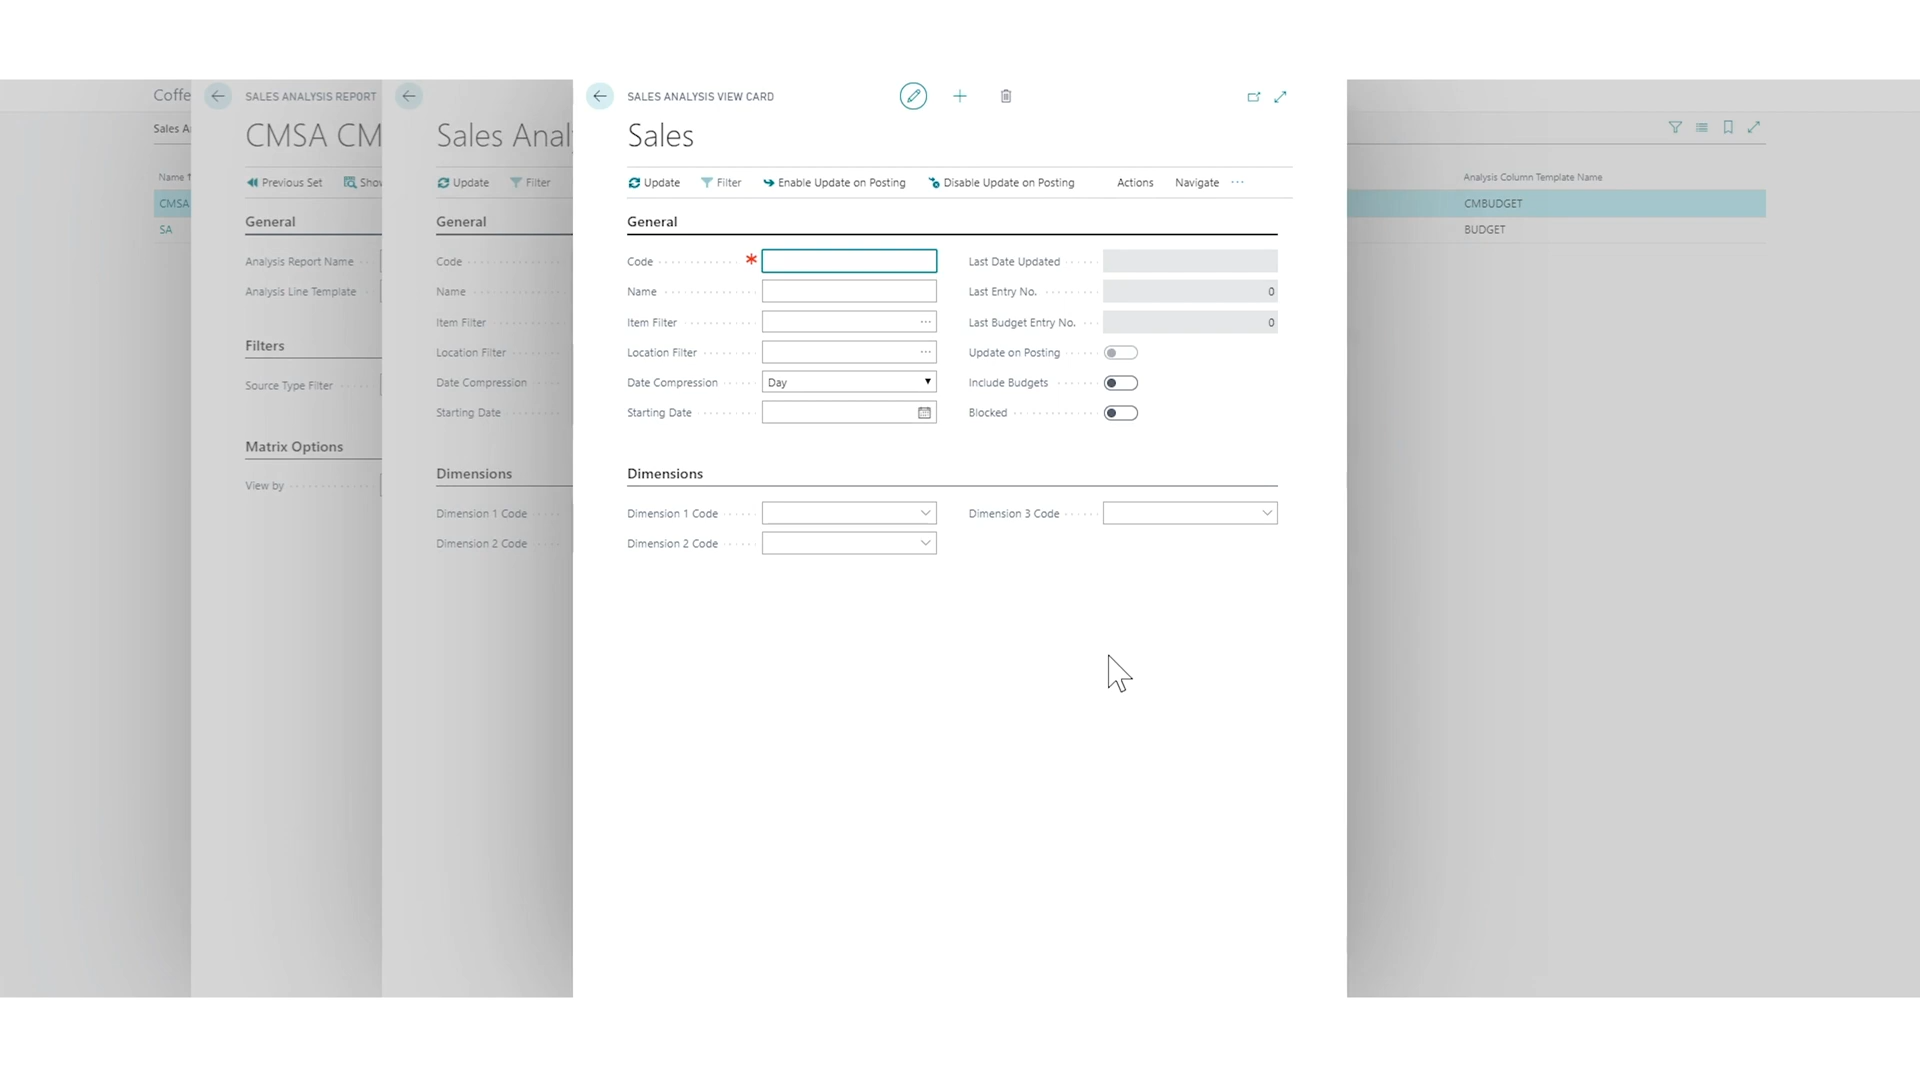 Coffe
Sales A
Name
CMSA
SA
SALES ANALYSIS REPORT
CMSA CM
Previous Set Sho
General
Analysis Report Name
Analysis Line Template
Filters
Source Type Filter
Matrix Options
View by
Sales Anal
Update Filter
General
Code
Name
Item Filter
Location Filter
Date Compression
Starting Date
Dimensions
Dimension 1 Code
Dimension 2 Code
SALES ANALYSIS VIEW CARD
Sales
Update Filter Enable Update on Posting Disable Update on Posting Actions Navigate ···
General
Code * Last Date Updated
Name Last Entry No. 0
Item Filter ··· Last Budget Entry No. 0
Location Filter ··· Update on Posting
Date Compression Day Include Budgets
Starting Date Blocked
Dimensions
Dimension 1 Code Dimension 3 Code
Dimension 2 Code
Analysis Column Template Name
CMBUDGET
BUDGET